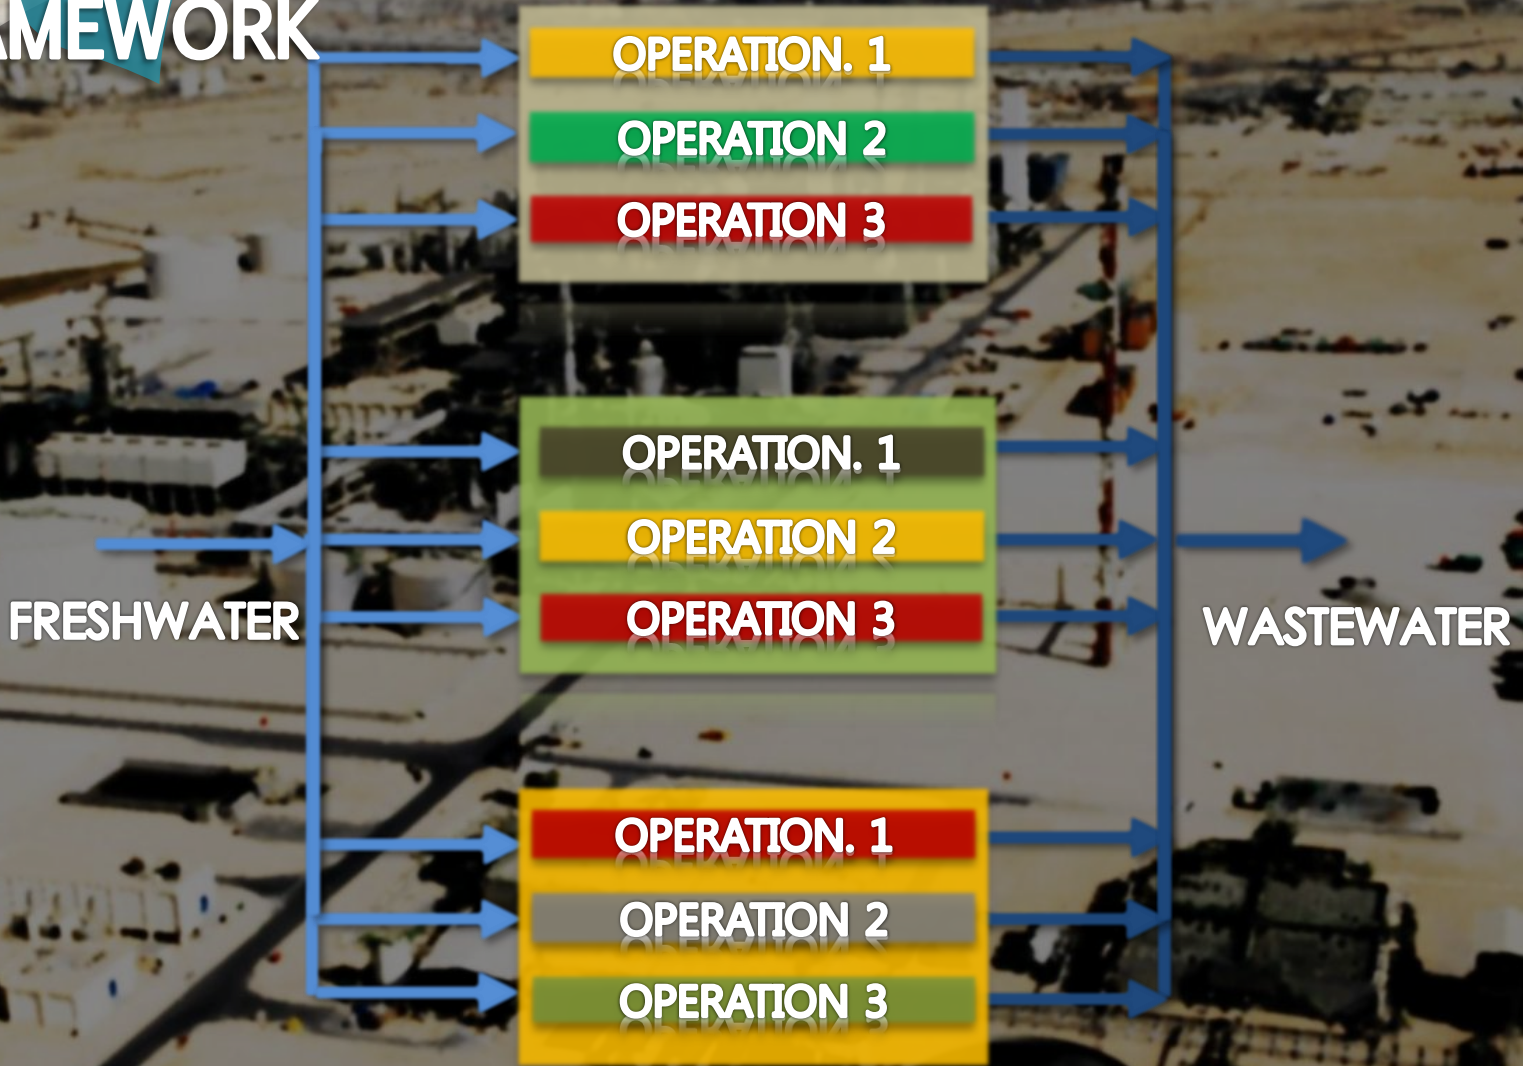 AMEWORK
OPERATION. 1
OPERATION 2
OPERATION 3
OPERATION. 1
OPERATION 2
OPERATION 3
FRESHWATER
WASTEWATER
OPERATION. 1
OPERATION 2
OPERATION 3